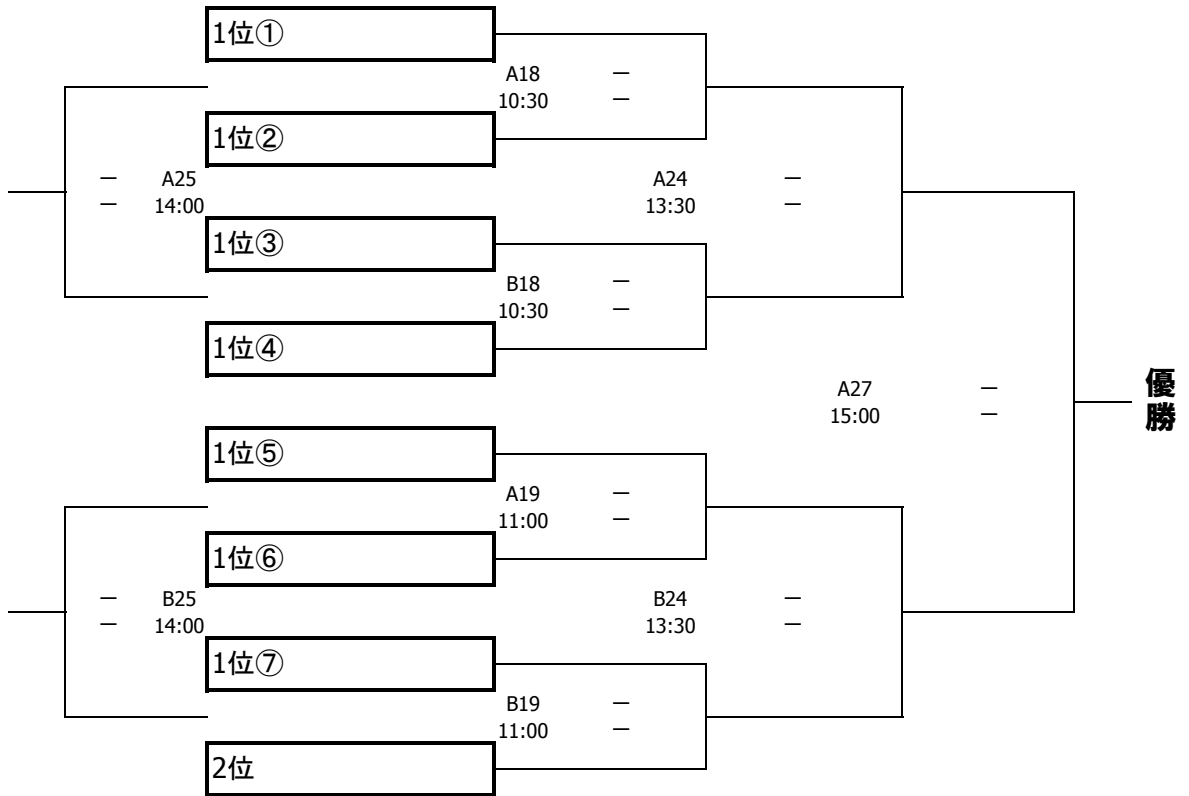 1位①
A18 －
10:30 －
1位②
－ A25
－ 14:00
A24 －
13:30 －
1位③
B18 －
10:30 －
1位④
A27 －
15:00 －
優勝
1位⑤
A19 －
11:00 －
1位⑥
－ B25
－ 14:00
B24 －
13:30 －
1位⑦
B19 －
11:00 －
2位